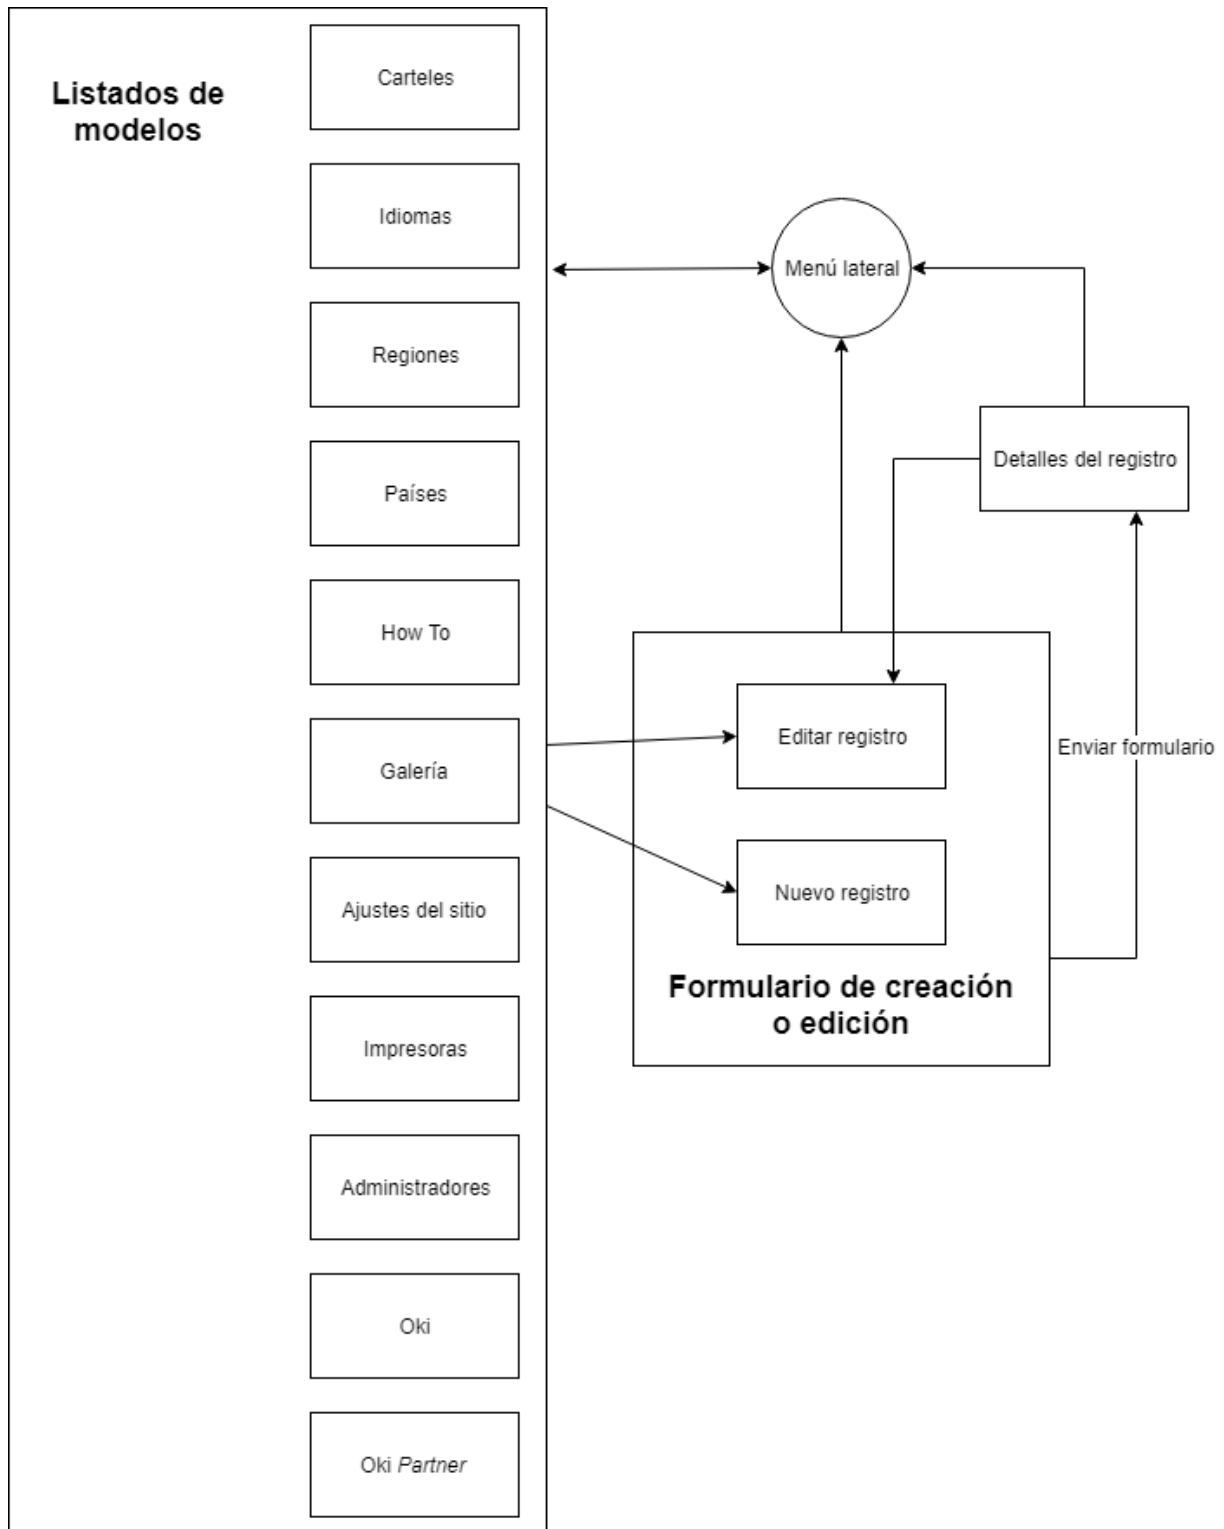 Listados de
modelos
Carteles
Idiomas
Regiones
Países
How To
Galería
Ajustes del sitio
Impresoras
Administradores
Oki
Oki Partner
Menú lateral
Detalles del registro
Editar registro
Enviar formulario
Nuevo registro
Formulario de creación
o edición